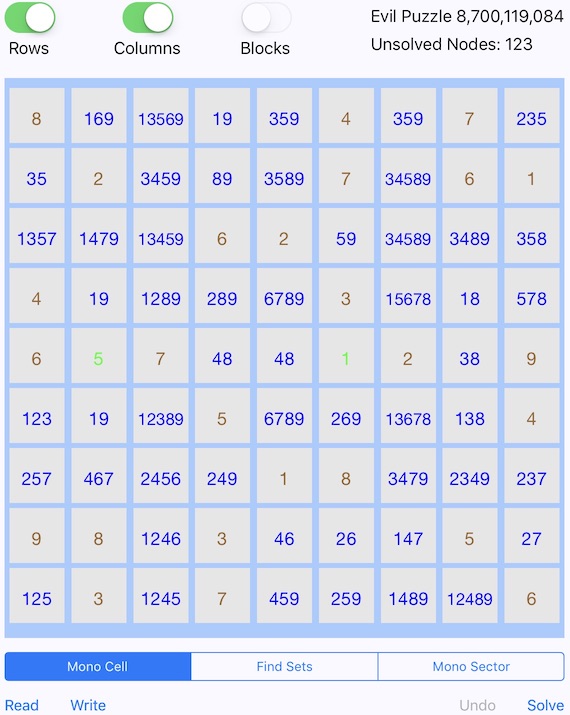 Evil Puzzle 8,700,119,084
Rows Columns Blocks Unsolved Nodes: 123
8 169 13569 19 359 4 359 7 235
35 2 3459 89 3589 7 34589 6 1
1357 1479 13459 6 2 59 34589 3489 358
4 19 1289 289 6789 3 15678 18 578
6 5 7 48 48 1 2 38 9
123 19 12389 5 6789 269 13678 138 4
257 467 2456 249 1 8 3479 2349 237
9 8 1246 3 46 26 147 5 27
125 3 1245 7 459 259 1489 12489 6
Mono Cell Find Sets Mono Sector
Read Write Undo Solve